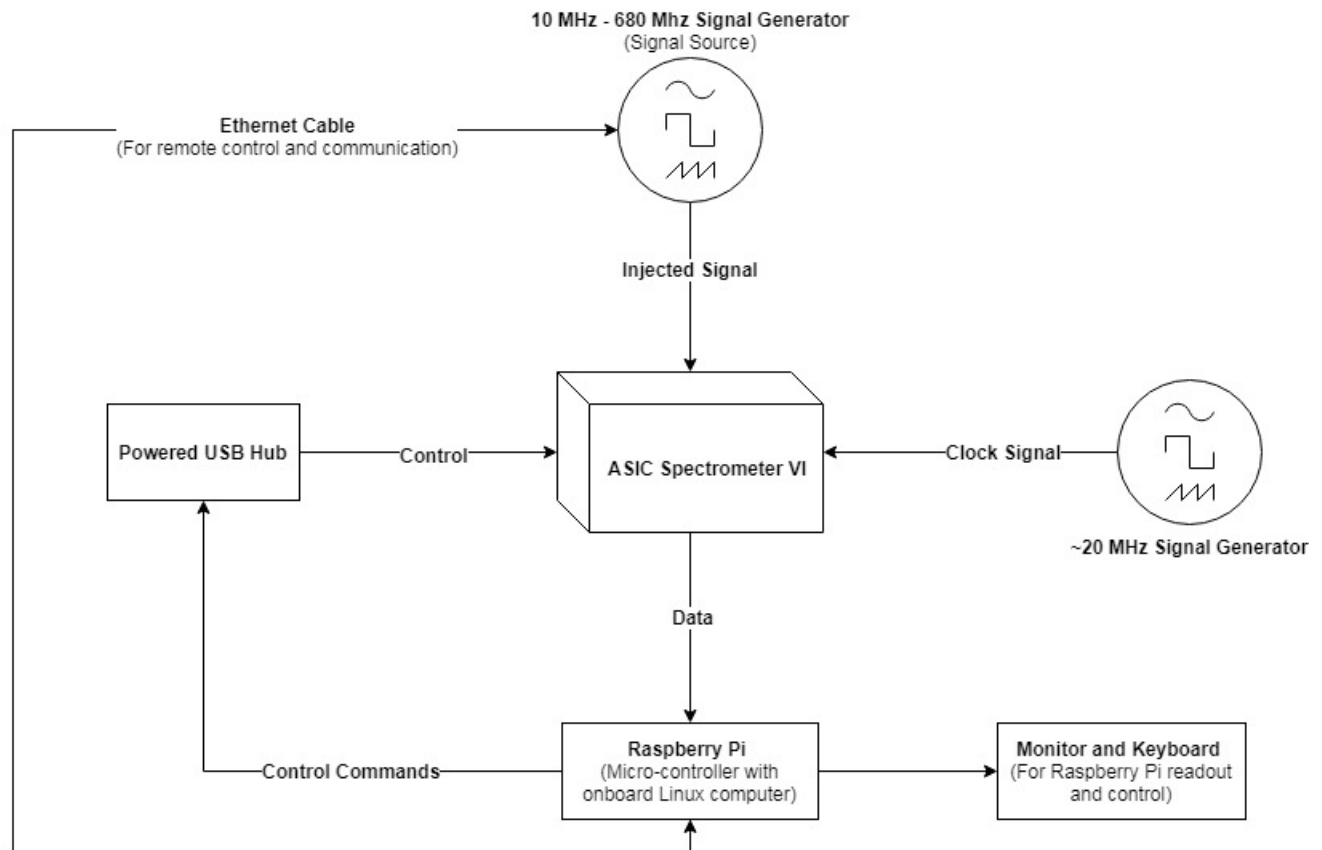 10 MHz - 680 Mhz Signal Generator
(Signal Source)
Ethernet Cable
(For remote control and communication)
Injected Signal
Powered USB Hub
Control
ASIC Spectrometer VI
Clock Signal
~20 MHz Signal Generator
Data
Control Commands
Raspberry Pi
(Micro-controller with
onboard Linux computer)
Monitor and Keyboard
(For Raspberry Pi readout
and control)